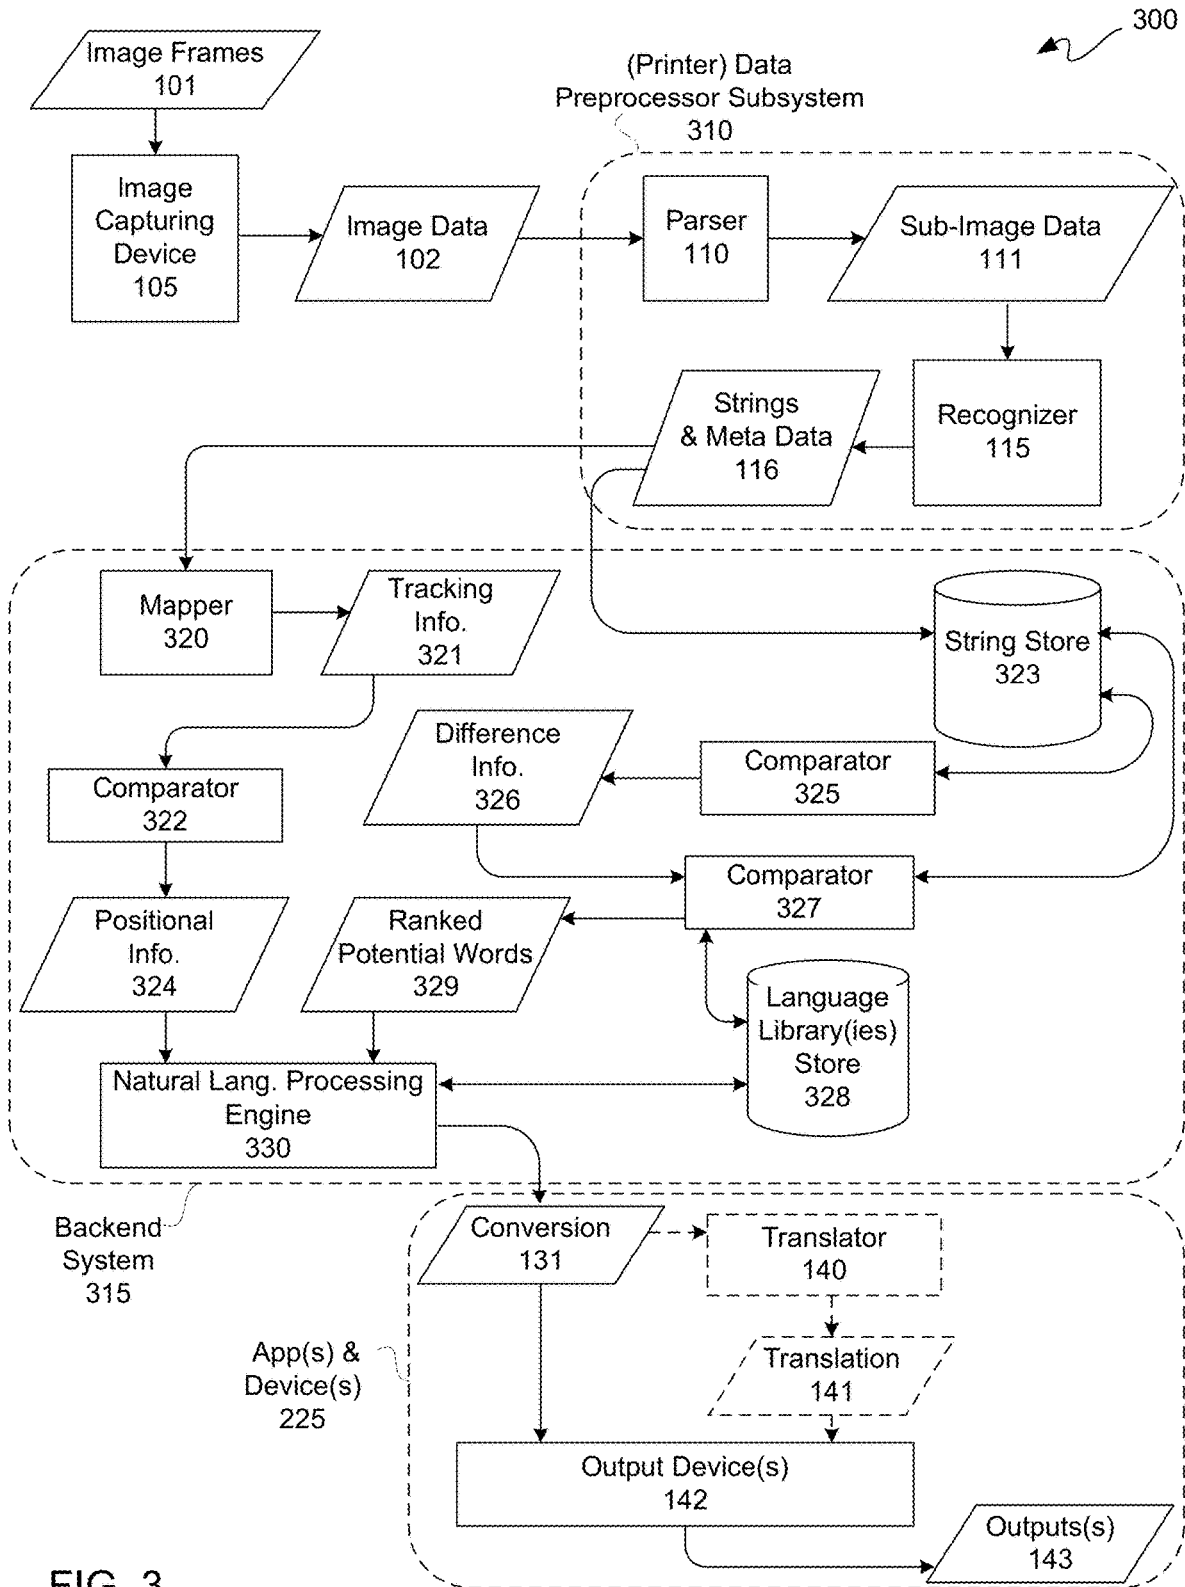 300
Image Frames
101
(Printer) Data
Preprocessor Subsystem
310
Image
Capturing
Device
105
Image Data
102
Parser
110
Sub-Image Data
111
Strings
& Meta Data
116
Recognizer
115
Mapper
320
Tracking
Info.
321
String Store
323
Difference
Info.
326
Comparator
325
Comparator
322
Comparator
327
Positional
Info.
324
Ranked
Potential Words
329
Language
Library(ies)
Store
328
Natural Lang. Processing
Engine
330
Backend
System
315
Conversion
131
Translator
140
App(s) &
Device(s)
225
Translation
141
Output Device(s)
142
Outputs(s)
143
FIG. 3